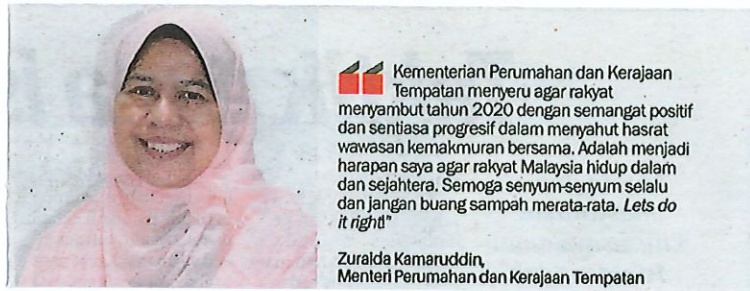 Kementerian Perumahan dan Kerajaan
Tempatan menyeru agar rakyat
menyambut tahun 2020 dengan semangat positif
dan sentiasa progresif dalam menyahut hasrat
wawasan kemakmuran bersama. Adalah menjadi
harapan saya agar rakyat Malaysia hidup dalam
dan sejahtera. Semoga senyum-senyum selalu
dan jangan buang sampah merata-rata. Lets do
it right!"
Zuraida Kamaruddin,
Menteri Perumahan dan Kerajaan Tempatan